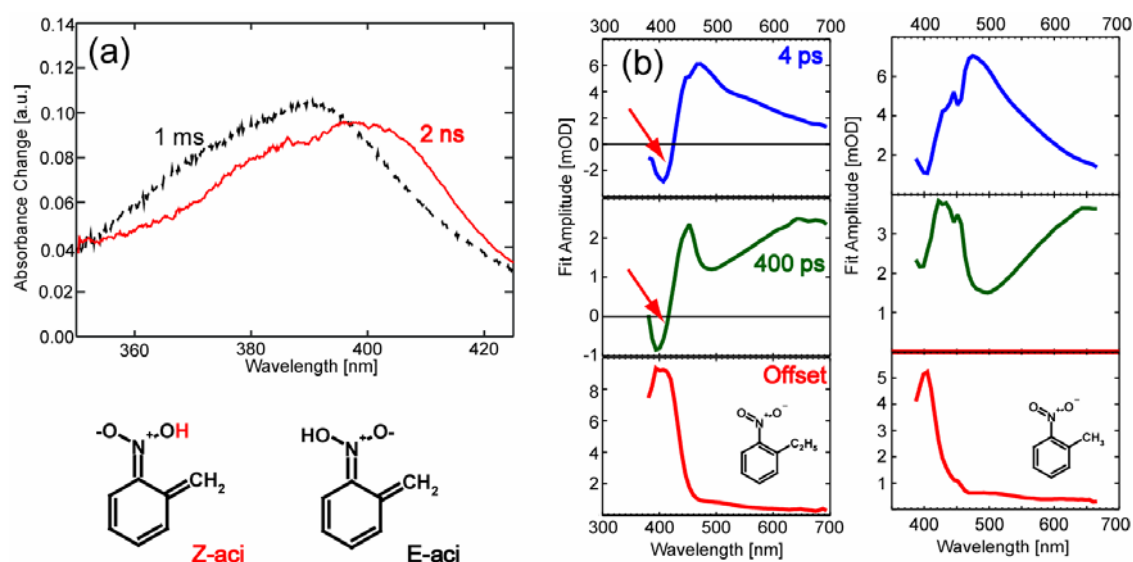 0.14
0.12
0.10
0.08
0.06
0.04
0.02
0.00
Absorbance Change [a.u.]
(a)
1 ms
2 ns
360 380 400 420
Wavelength [nm]
-O OH
N +
CH2
Z-aci
HO O-
N +
CH2
E-aci
300 400 500 600 700
(b)
4 ps
6
4
2
0
-2
Fit Amplitude [mOD]
400 ps
2
1
0
-1
Offset
8
6
4
2
O N + O −
C2H5
300 400 500 600 700
Wavelength [nm]
400 500 600 700
6
4
2
Fit Amplitude [mOD]
3
2
1
5
4
3
2
1
O N + O −
CH3
400 500 600 700
Wavelength [nm]